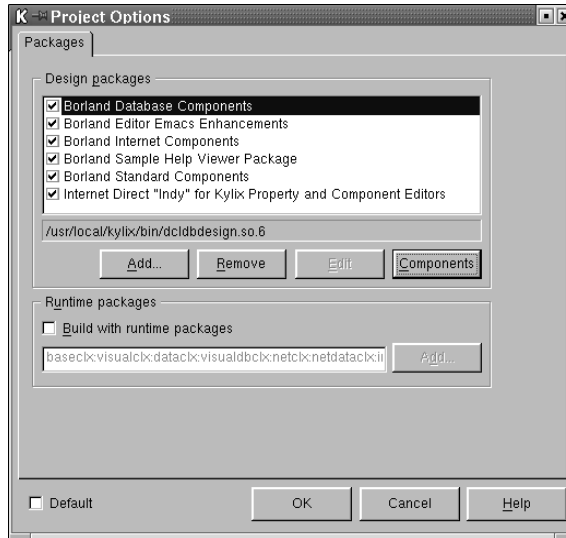 K Project Options
Packages
Design packages
Borland Database Components
Borland Editor Emacs Enhancements
Borland Internet Components
Borland Sample Help Viewer Package
Borland Standard Components
Internet Direct "Indy" for Kylix Property and Component Editors
/usr/local/kylix/bin/dcldbdesign.so.6
Add... Remove Edit Components
Runtime packages
Build with runtime packages
baseclx:visualclx:dataclx:visualdbclx:netclx:netdataclx:ii Add...
Default OK Cancel Help